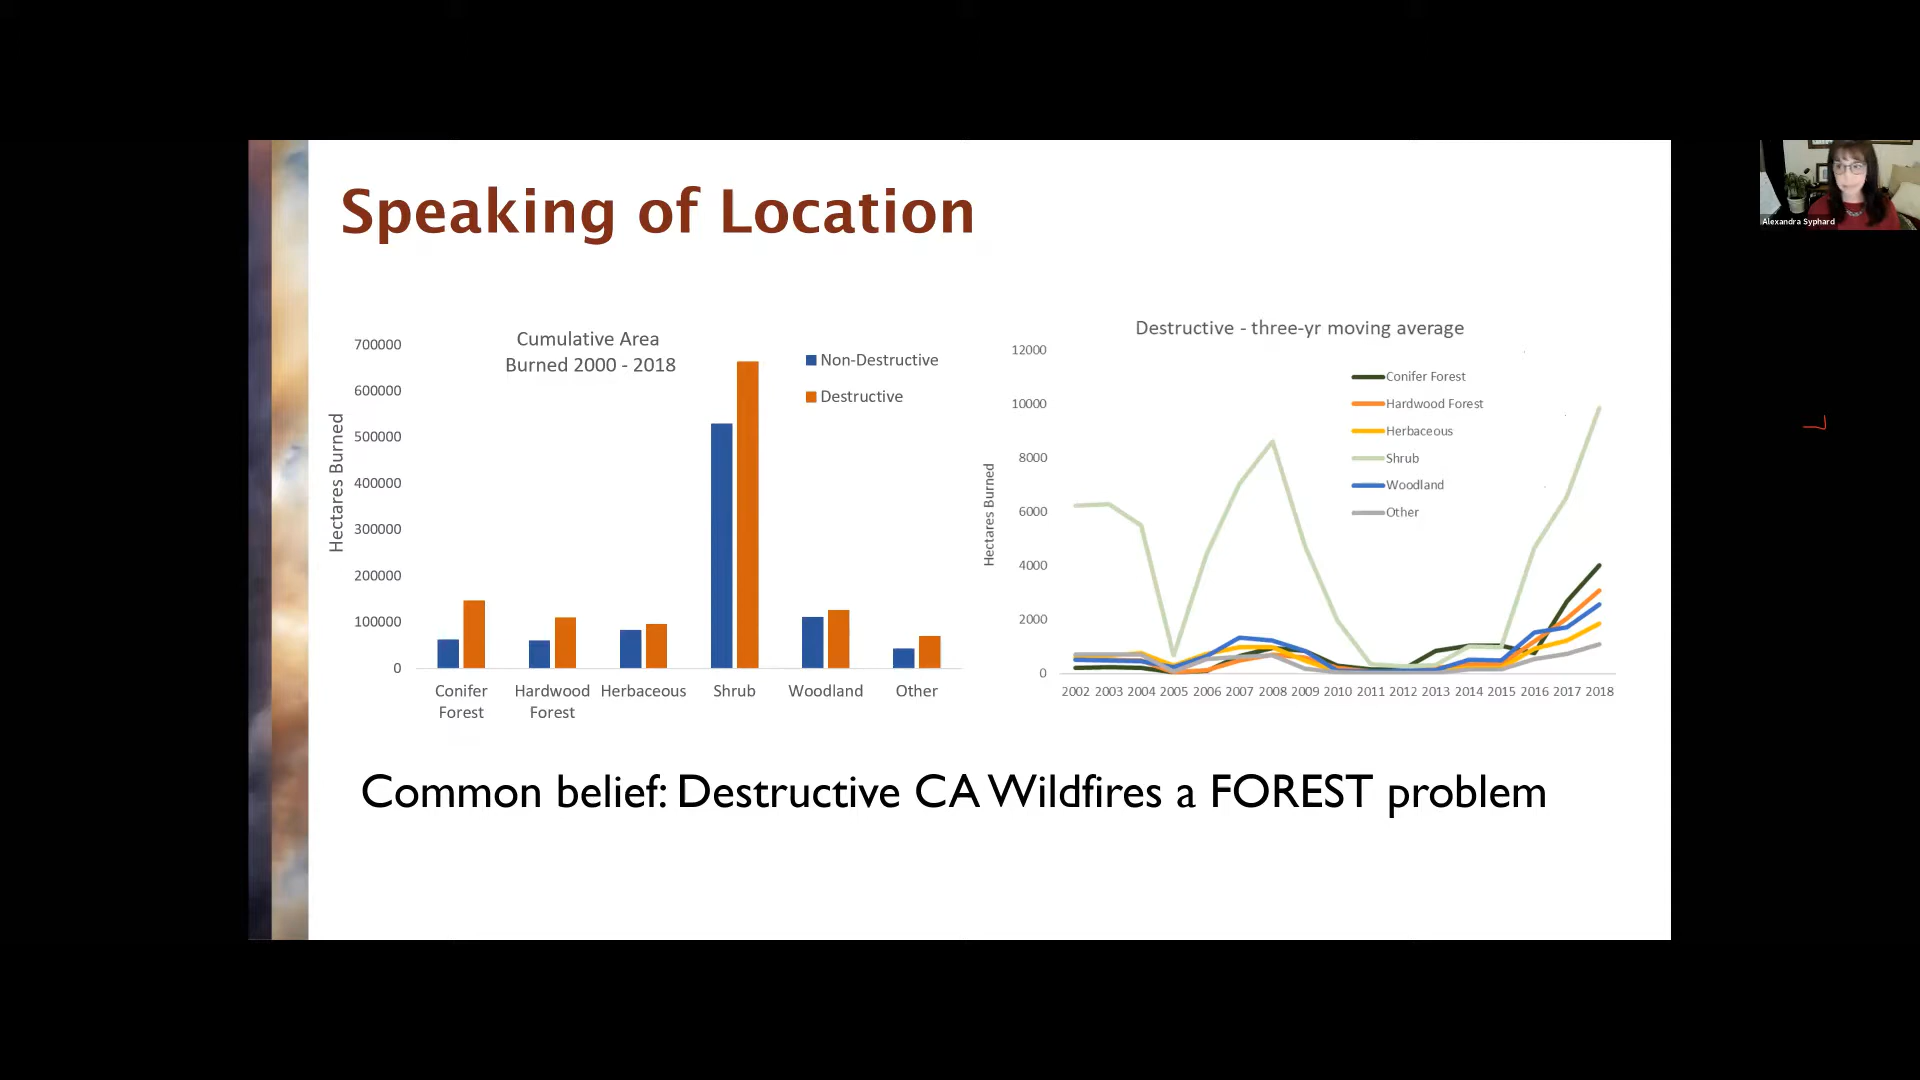 Speaking of Location
Cumulative Area
Burned 2000 - 2018
Non-Destructive
Destructive
Hectares Burned
700000
600000
500000
400000
300000
200000
100000
0
Conifer Forest
Hardwood Forest
Herbaceous
Shrub
Woodland
Other
Destructive - three-yr moving average
Hectares Burned
12000
10000
8000
6000
4000
2000
0
Conifer Forest
Hardwood Forest
Herbaceous
Shrub
Woodland
Other
2002 2003 2004 2005 2006 2007 2008 2009 2010 2011 2012 2013 2014 2015 2016 2017 2018
Common belief: Destructive CA Wildfires a FOREST problem
Alexandra Syphard